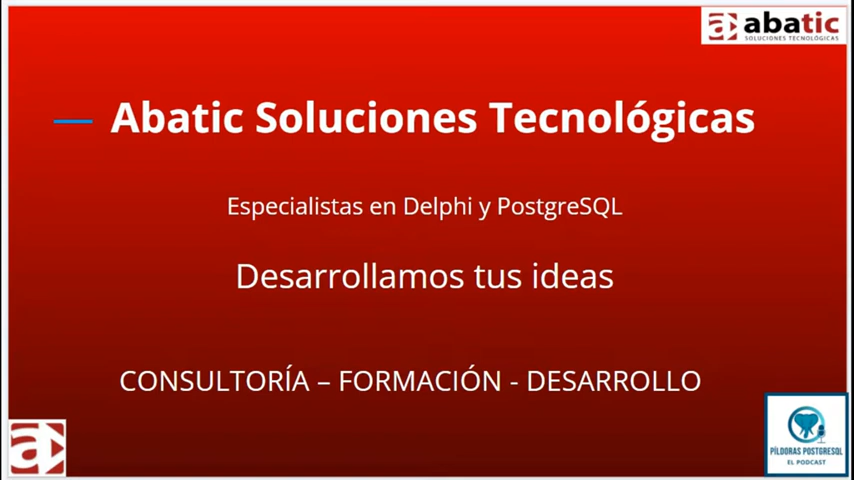 abatic
SOLUCIONES TECNOLÓGICAS
Abatic Soluciones Tecnológicas
Especialistas en Delphi y PostgreSQL
Desarrollamos tus ideas
CONSULTORÍA – FORMACIÓN - DESARROLLO
PÍLDORAS POSTGRESQL
EL PODCAST